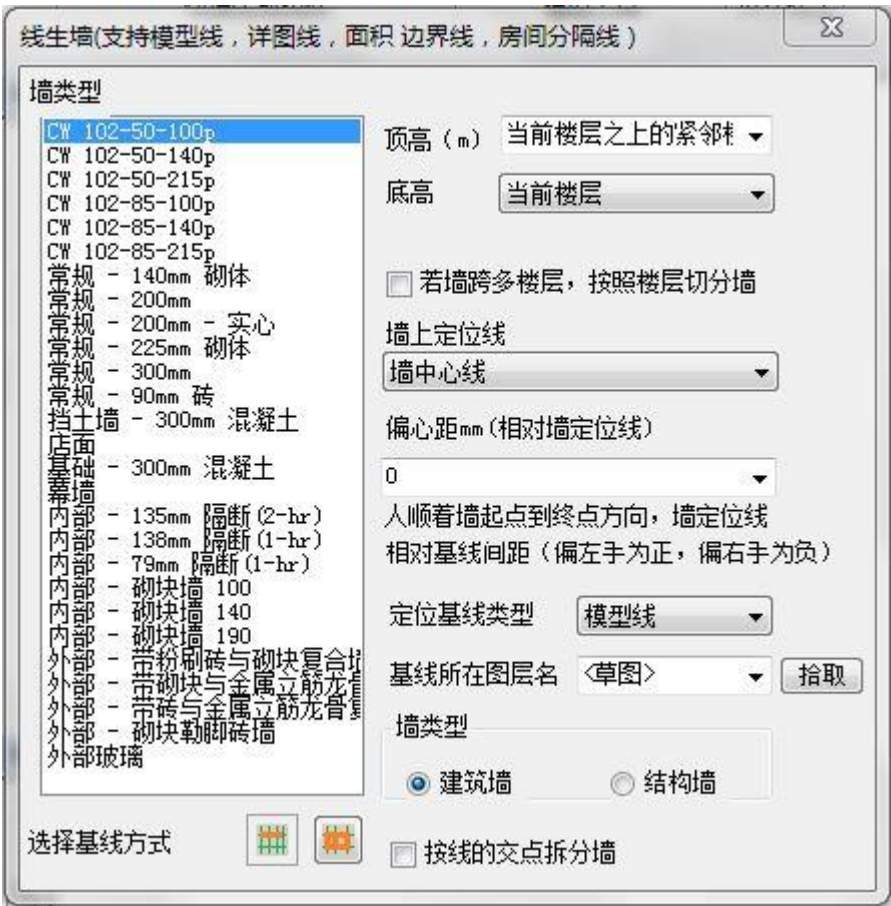 线生墙(支持模型线，详图线，面积 边界线，房间分隔线 )
墙类型
CW 102-50-100p
CW 102-50-140p
CW 102-50-215p
CW 102-85-100p
CW 102-85-140p
CW 102-85-215p
常规 - 140mm 砌体
常规 - 200mm
常规 - 200mm - 实心
常规 - 225mm 砌体
常规 - 300mm
常规 - 90mm 砖
挡土墙 - 300mm 混凝土
店面
基础 - 300mm 混凝土
幕墙
内部 - 135mm 隔断(2-hr)
内部 - 138mm 隔断(1-hr)
内部 - 79mm 隔断(1-hr)
内部 - 砌块墙 100
内部 - 砌块墙 140
内部 - 砌块墙 190
外部 - 带粉刷砖与砌块复合墙
外部 - 带砌块与金属立筋龙骨
外部 - 带砖与金属立筋龙骨复
外部 - 砌块勒脚砖墙
外部玻璃
选择基线方式
顶高（m） 当前楼层之上的紧邻
底高 当前楼层
若墙跨多楼层，按照楼层切分墙
墙上定位线
墙中心线
偏心距mm(相对墙定位线)
0
人顺着墙起点到终点方向，墙定位线
相对基线间距（偏左手为正，偏右手为负）
定位基线类型 模型线
基线所在图层名 <草图> 拾取
墙类型
建筑墙 结构墙
按线的交点拆分墙